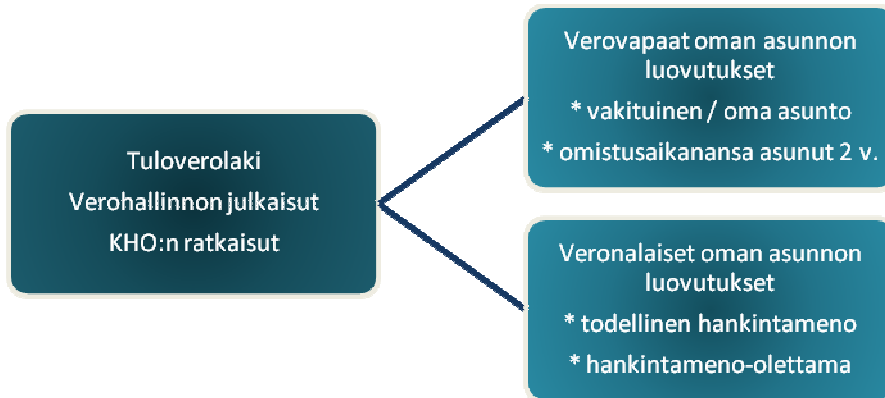 Tuloverolaki
Verohallinnon julkaisut
KHO:n ratkaisut
Verovapaat oman asunnon
luovutukset
* vakituinen / oma asunto
* omistusaikanansa asunut 2 v.
Veronalaiset oman asunnon
luovutukset
* todellinen hankintameno
* hankintameno-olettama